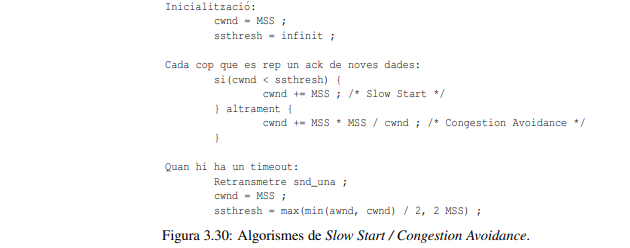 Inicialització:
cwnd = MSS ;
ssthresh = infinit ;
Cada cop que es rep un ack de noves dades:
si(cwnd < ssthresh) {
cwnd += MSS ; /* Slow Start */
} altrament {
cwnd += MSS * MSS / cwnd ; /* Congestion Avoidance */
}
Quan hi ha un timeout:
Retransmetre snd_una ;
cwnd = MSS ;
ssthresh = max(min(awnd, cwnd) / 2, 2 MSS) ;
Figura 3.30: Algorismes de Slow Start / Congestion Avoidance.